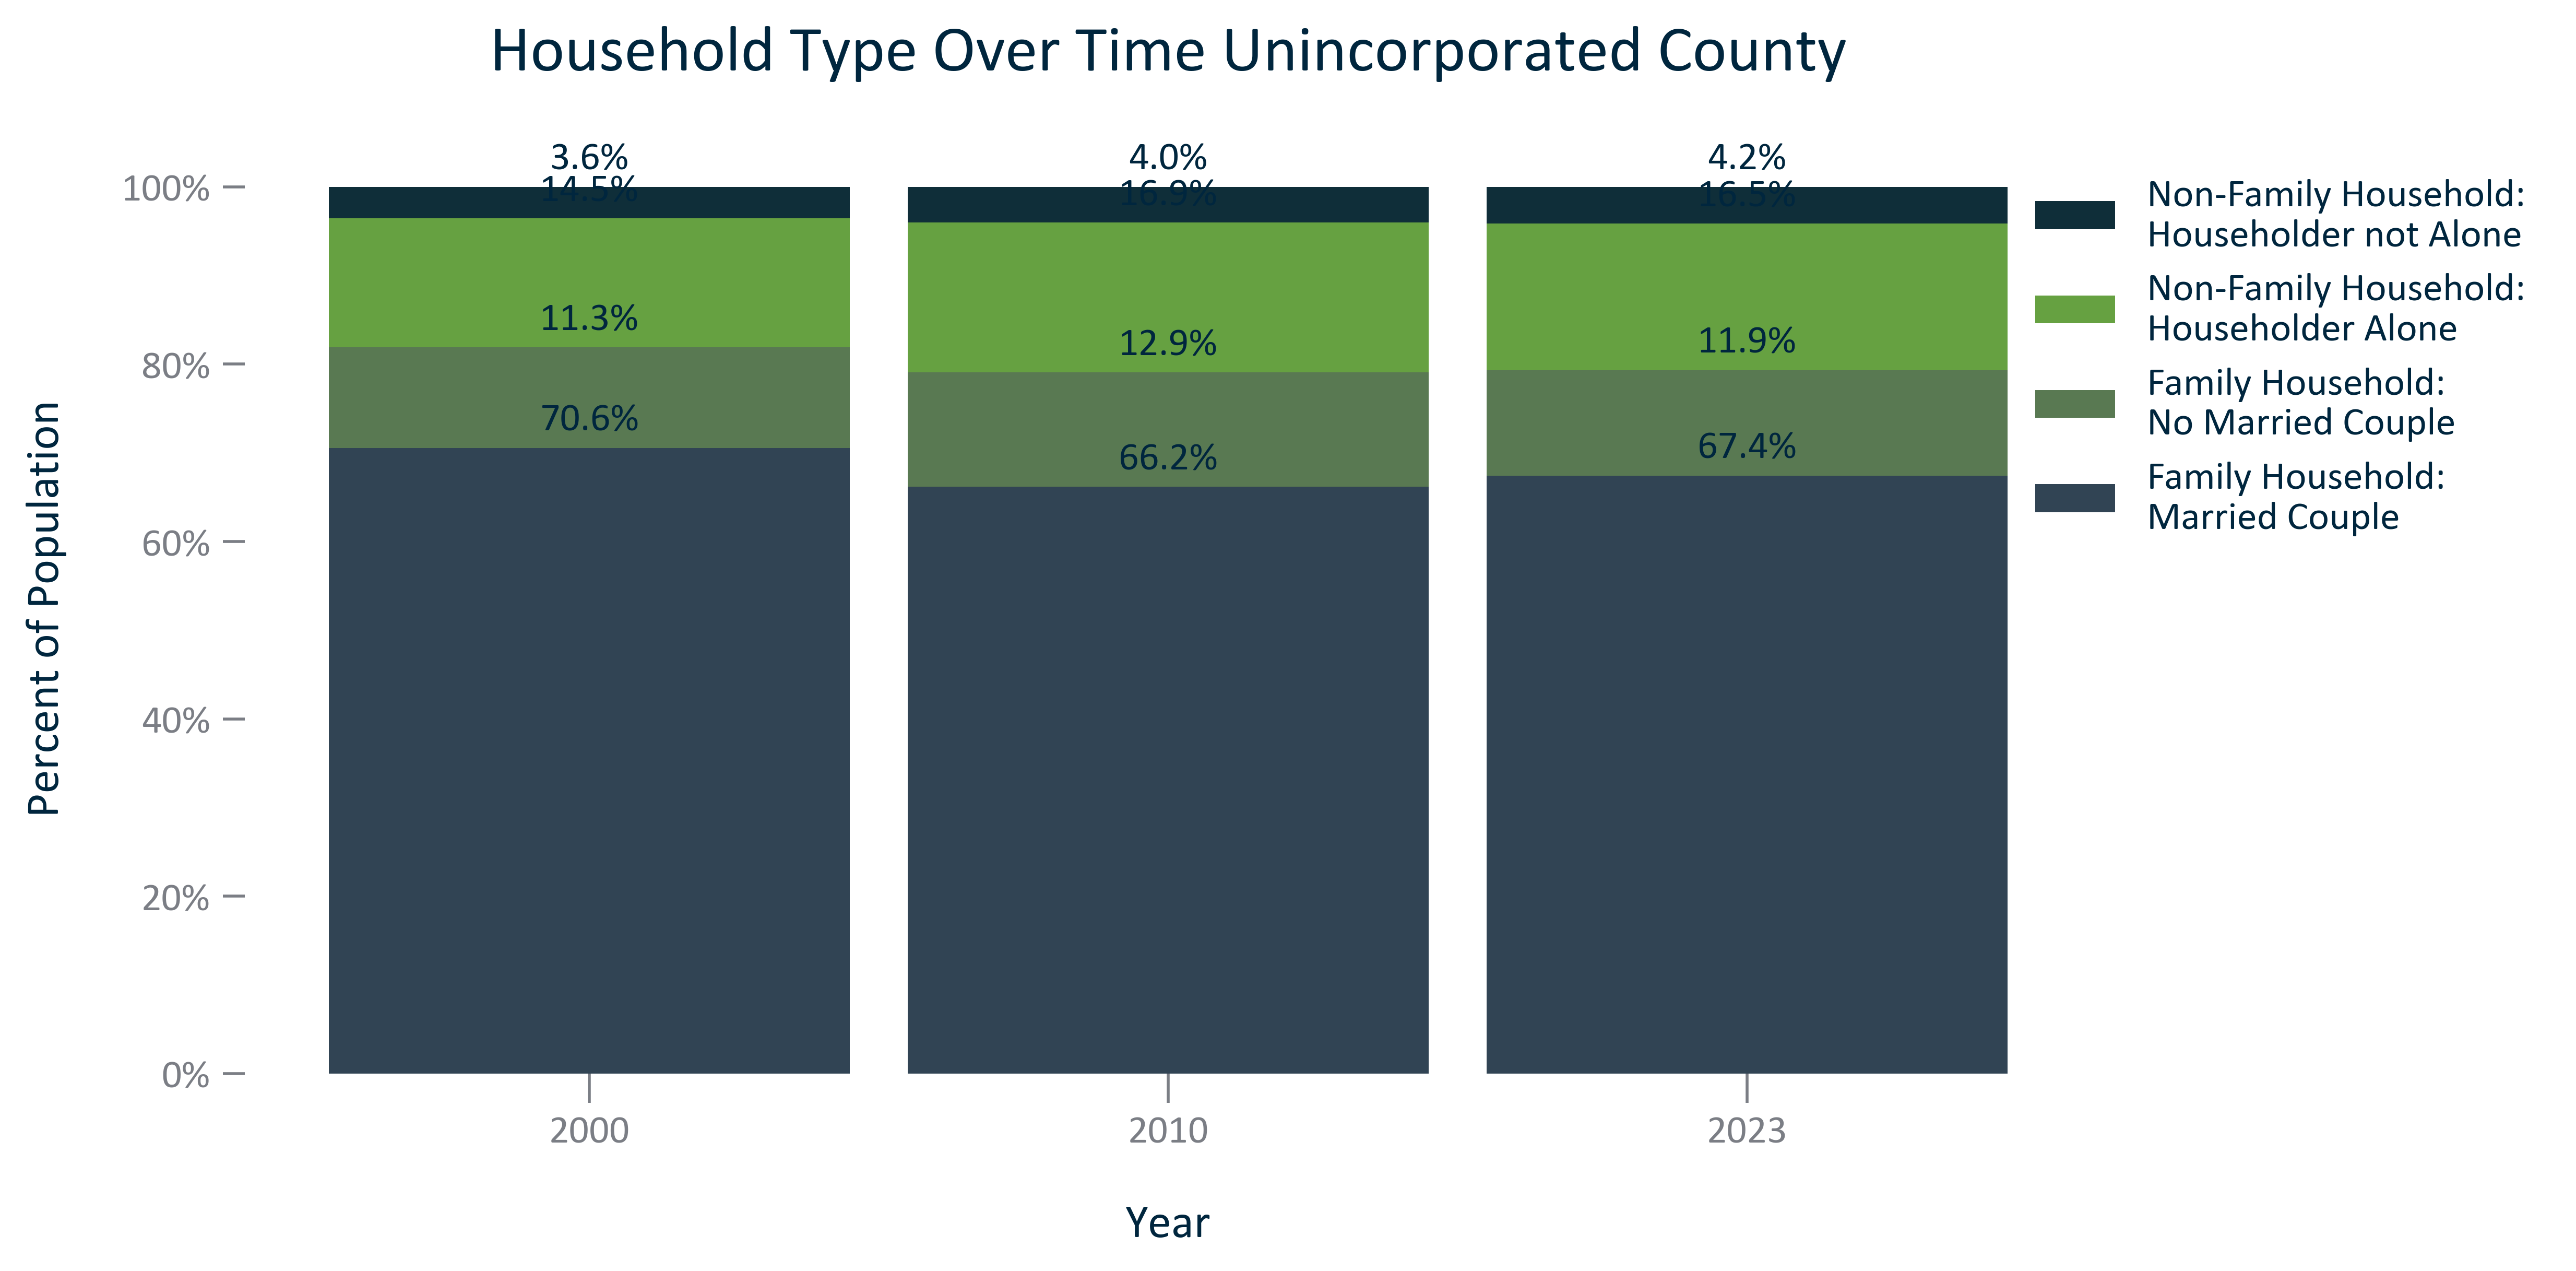 Household Type Over Time Unincorporated County
3.6%
4.0%
4.2%
100%
14.5%
16.9%
16.5%
Non-Family Household:
Householder not Alone
11.3%
12.9%
11.9%
Non-Family Household:
Householder Alone
80%
70.6%
66.2%
67.4%
Family Household:
No Married Couple
Family Household:
Married Couple
60%
40%
20%
0%
Percent of Population
2000
2010
2023
Year